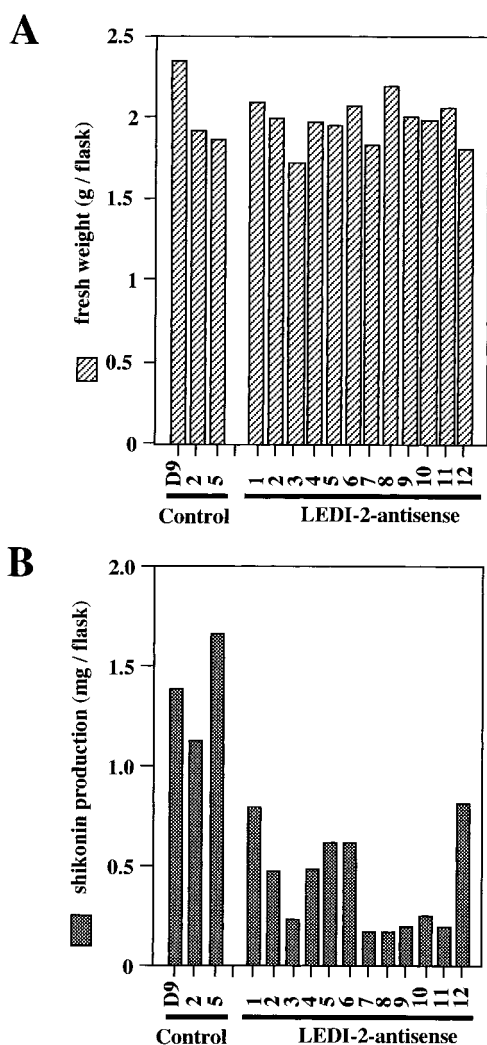 A
fresh weight (g / flask)
2.5
2
1.5
1
0.5
0
D9 2 5 1 2 3 4 5 6 7 8 9 10 11 12
Control LEDI-2-antisense
B
shikonin production (mg / flask)
2.0
1.5
1.0
0.5
0
D9 2 5 1 2 3 4 5 6 7 8 9 10 11 12
Control LEDI-2-antisense